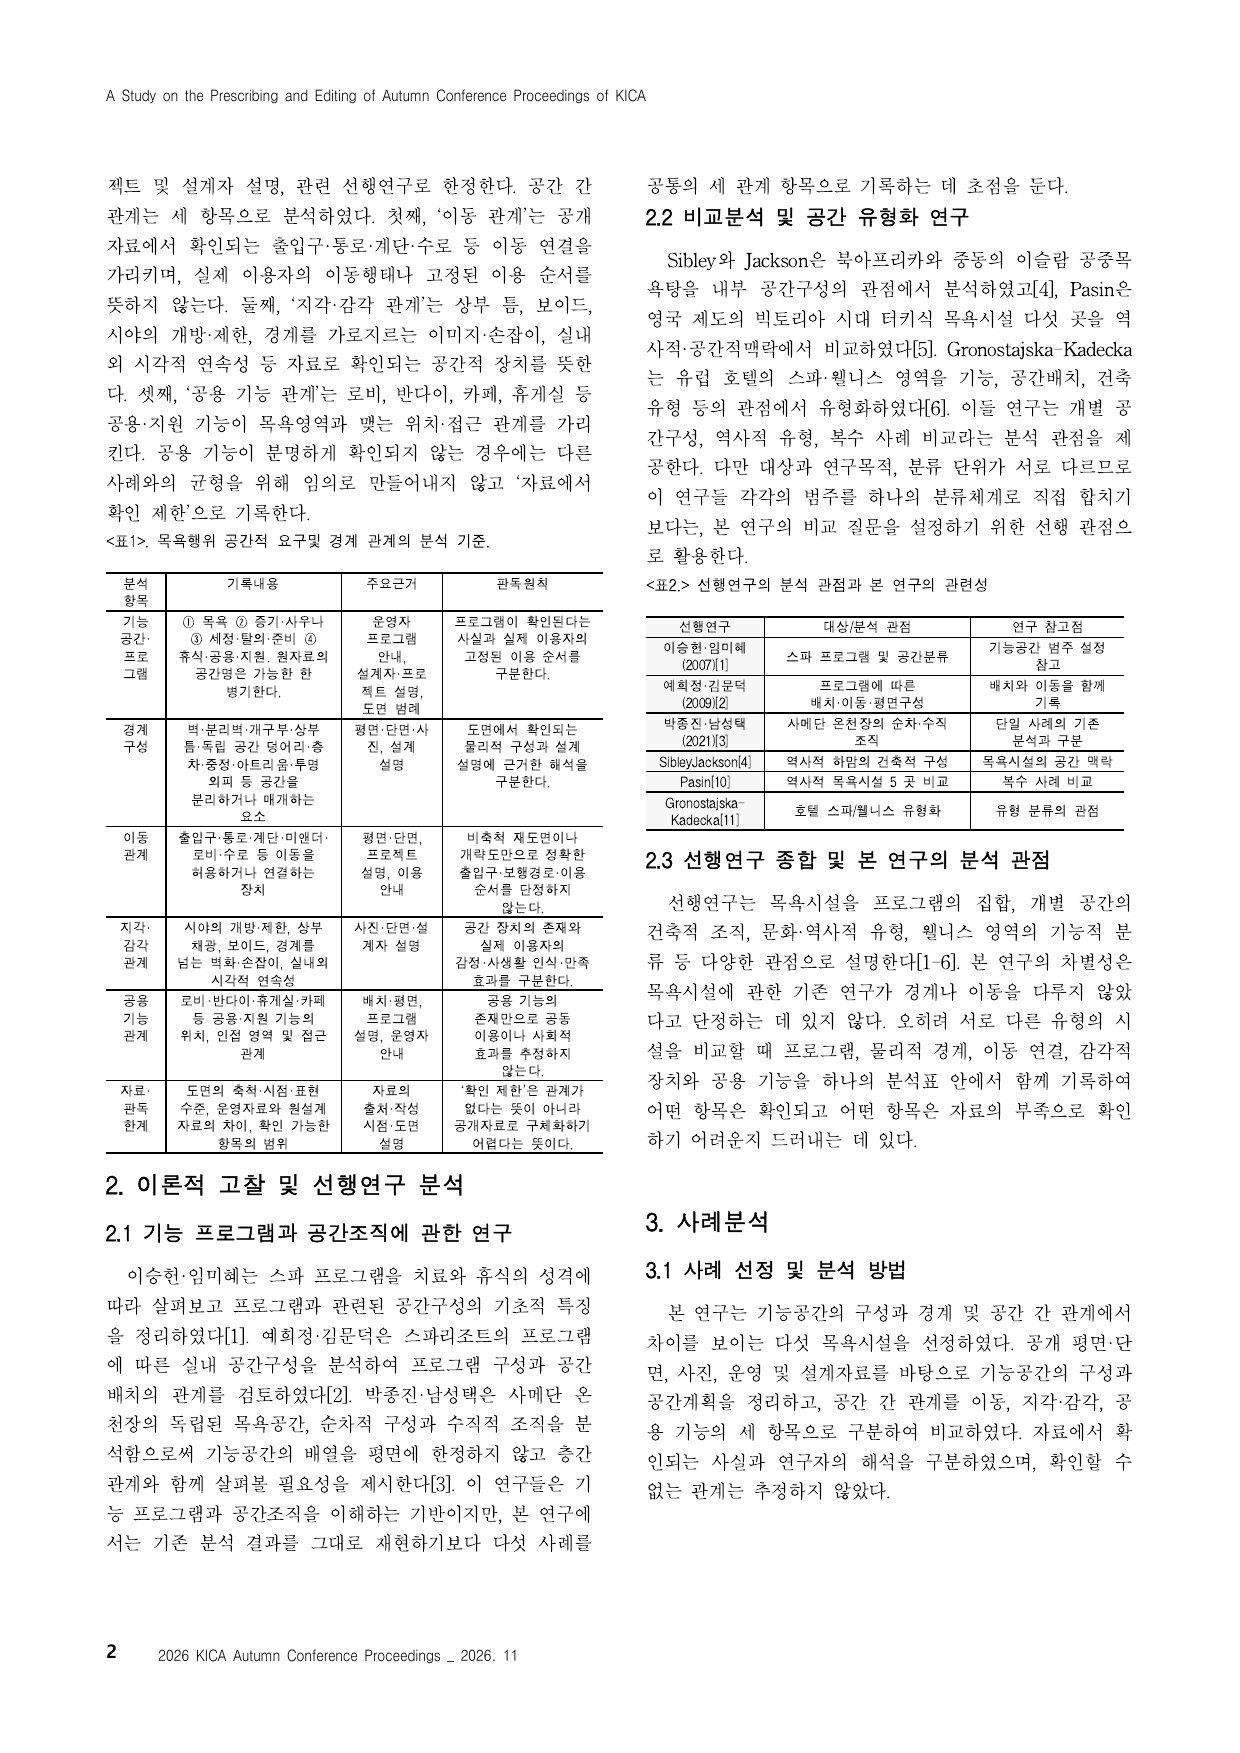 A Study on the Prescribing and Editing of Autumn Conference Proceedings of KICA
젝트 및 설계자 설명, 관련 선행연구로 한정한다. 공간 간
관계는 세 항목으로 분석하였다. 첫째, ‘이동 관계’는 공개
자료에서 확인되는 출입구·통로·계단·수로 등 이동 연결을
가리키며, 실제 이용자의 이동행태나 고정된 이용 순서를
뜻하지 않는다. 둘째, ‘지각·감각 관계’는 상부 틈, 보이드,
시야의 개방·제한, 경계를 가로지르는 이미지·손잡이, 실내
외 시각적 연속성 등 자료로 확인되는 공간적 장치를 뜻한
다. 셋째, ‘공용 기능 관계’는 로비, 반다이, 카페, 휴게실 등
공용·지원 기능이 목욕영역과 맺는 위치·접근 관계를 가리
킨다. 공용 기능이 분명하게 확인되지 않는 경우에는 다른
사례와의 균형을 위해 임의로 만들어내지 않고 ‘자료에서
확인 제한’으로 기록한다.
<표1>. 목욕행위 공간적 요구및 경계 관계의 분석 기준.
분석 항목 | 기록내용 | 주요근거 | 판독원칙
기능 공간· 프로 그램 | ① 목욕 ② 증기·사우나 ③ 세정·탈의·준비 ④ 휴식·공용·지원. 원자료의 공간명은 가능한 한 병기한다. | 운영자 프로그램 안내, 설계자·프로 젝트 설명, 도면 범례 | 프로그램이 확인된다는 사실과 실제 이용자의 고정된 이용 순서를 구분한다.
경계 구성 | 벽·분리벽·개구부·상부 틈·독립 공간 덩어리·층 차·중정·아트리움·투명 외피 등 공간을 분리하거나 매개하는 요소 | 평면·단면·사 진, 설계 설명 | 도면에서 확인되는 물리적 구성과 설계 설명에 근거한 해석을 구분한다.
이동 관계 | 출입구·통로·계단·미앤더· 로비·수로 등 이동을 허용하거나 연결하는 장치 | 평면·단면, 프로젝트 설명, 이용 안내 | 비축척 재도면이나 개략도만으로 정확한 출입구·보행경로·이용 순서를 단정하지 않는다.
지각· 감각 관계 | 시야의 개방·제한, 상부 채광, 보이드, 경계를 넘는 벽화·손잡이, 실내외 시각적 연속성 | 사진·단면·설 계자 설명 | 공간 장치의 존재와 실제 이용자의 감정·사생활 인식·만족 효과를 구분한다.
공용 기능 관계 | 로비·반다이·휴게실·카페 등 공용·지원 기능의 위치, 인접 영역 및 접근 관계 | 배치·평면, 프로그램 설명, 운영자 안내 | 공용 기능의 존재만으로 공동 이용이나 사회적 효과를 추정하지 않는다.
자료· 판독 한계 | 도면의 축척·시점·표현 수준, 운영자료와 원설계 자료의 차이, 확인 가능한 항목의 범위 | 자료의 출처·작성 시점·도면 설명 | ‘확인 제한’은 관계가 없다는 뜻이 아니라 공개자료로 구체화하기 어렵다는 뜻이다.
2. 이론적 고찰 및 선행연구 분석
2.1 기능 프로그램과 공간조직에 관한 연구
이승헌·임미혜는 스파 프로그램을 치료와 휴식의 성격에
따라 살펴보고 프로그램과 관련된 공간구성의 기초적 특징
을 정리하였다[1]. 예희정·김문덕은 스파리조트의 프로그램
에 따른 실내 공간구성을 분석하여 프로그램 구성과 공간
배치의 관계를 검토하였다[2]. 박종진·남성택은 사메단 온
천장의 독립된 목욕공간, 순차적 구성과 수직적 조직을 분
석함으로써 기능공간의 배열을 평면에 한정하지 않고 층간
관계와 함께 살펴볼 필요성을 제시한다[3]. 이 연구들은 기
능 프로그램과 공간조직을 이해하는 기반이지만, 본 연구에
서는 기존 분석 결과를 그대로 재현하기보다 다섯 사례를
공통의 세 관계 항목으로 기록하는 데 초점을 둔다.
2.2 비교분석 및 공간 유형화 연구
Sibley와 Jackson은 북아프리카와 중동의 이슬람 공중목
욕탕을 내부 공간구성의 관점에서 분석하였고[4], Pasin은
영국 제도의 빅토리아 시대 터키식 목욕시설 다섯 곳을 역
사적·공간적맥락에서 비교하였다[5]. Gronostajska-Kadecka
는 유럽 호텔의 스파·웰니스 영역을 기능, 공간배치, 건축
유형 등의 관점에서 유형화하였다[6]. 이들 연구는 개별 공
간구성, 역사적 유형, 복수 사례 비교라는 분석 관점을 제
공한다. 다만 대상과 연구목적, 분류 단위가 서로 다르므로
이 연구들 각각의 범주를 하나의 분류체계로 직접 합치기
보다는, 본 연구의 비교 질문을 설정하기 위한 선행 관점으
로 활용한다.
<표2.> 선행연구의 분석 관점과 본 연구의 관련성
선행연구 | 대상/분석 관점 | 연구 참고점
이승헌·임미혜 (2007)[1] | 스파 프로그램 및 공간분류 | 기능공간 범주 설정 참고
예희정·김문덕 (2009)[2] | 프로그램에 따른 배치·이동·평면구성 | 배치와 이동을 함께 기록
박종진·남성택 (2021)[3] | 사메단 온천장의 순차·수직 조직 | 단일 사례의 기존 분석과 구분
SibleyJackson[4] | 역사적 하맘의 건축적 구성 | 목욕시설의 공간 맥락
Pasin[10] | 역사적 목욕시설 5 곳 비교 | 복수 사례 비교
Gronostajska-Kadecka[11] | 호텔 스파/웰니스 유형화 | 유형 분류의 관점
2.3 선행연구 종합 및 본 연구의 분석 관점
선행연구는 목욕시설을 프로그램의 집합, 개별 공간의
건축적 조직, 문화·역사적 유형, 웰니스 영역의 기능적 분
류 등 다양한 관점으로 설명한다[1-6]. 본 연구의 차별성은
목욕시설에 관한 기존 연구가 경계나 이동을 다루지 않았
다고 단정하는 데 있지 않다. 오히려 서로 다른 유형의 시
설을 비교할 때 프로그램, 물리적 경계, 이동 연결, 감각적
장치와 공용 기능을 하나의 분석표 안에서 함께 기록하여
어떤 항목은 확인되고 어떤 항목은 자료의 부족으로 확인
하기 어려운지 드러내는 데 있다.
3. 사례분석
3.1 사례 선정 및 분석 방법
본 연구는 기능공간의 구성과 경계 및 공간 간 관계에서
차이를 보이는 다섯 목욕시설을 선정하였다. 공개 평면·단
면, 사진, 운영 및 설계자료를 바탕으로 기능공간의 구성과
공간계획을 정리하고, 공간 간 관계를 이동, 지각·감각, 공
용 기능의 세 항목으로 구분하여 비교하였다. 자료에서 확
인되는 사실과 연구자의 해석을 구분하였으며, 확인할 수
없는 관계는 추정하지 않았다.
2 2026 KICA Autumn Conference Proceedings _ 2026. 11